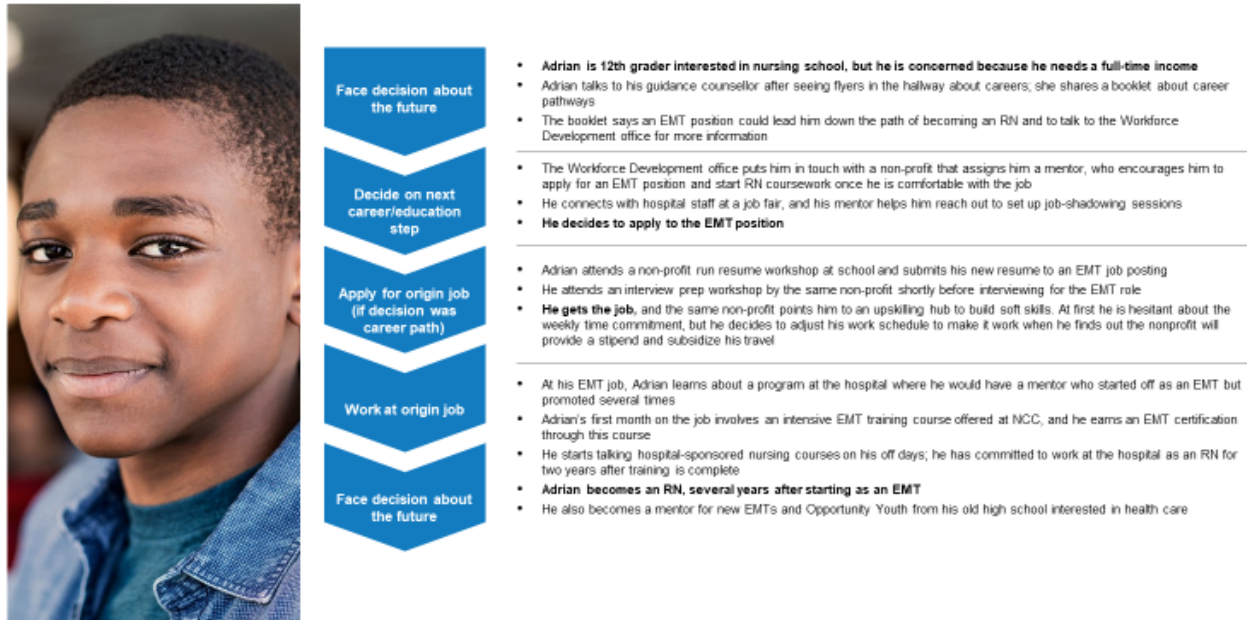 Face decision about
the future
• Adrian is 12th grader interested in nursing school, but he is concerned because he needs a full-time income
• Adrian talks to his guidance counsellor after seeing flyers in the hallway about careers; she shares a booklet about career
pathways
• The booklet says an EMT position could lead him down the path of becoming an RN and to talk to the Workforce
Development office for more information
Decide on next
career/education
step
• The Workforce Development office puts him in touch with a non-profit that assigns him a mentor, who encourages him to
apply for an EMT position and start RN coursework once he is comfortable with the job
• He connects with hospital staff at a job fair, and his mentor helps him reach out to set up job-shadowing sessions
• He decides to apply to the EMT position
Apply for origin job
(if decision was
career path)
• Adrian attends a non-profit run resume workshop at school and submits his new resume to an EMT job posting
• He attends an interview prep workshop by the same non-profit shortly before interviewing for the EMT role
• He gets the job, and the same non-profit points him to an upskilling hub to build soft skills. At first he is hesitant about the
weekly time commitment, but he decides to adjust his work schedule to make it work when he finds out the nonprofit will
provide a stipend and subsidize his travel
Work at origin job
• At his EMT job, Adrian learns about a program at the hospital where he would have a mentor who started off as an EMT but
promoted several times
• Adrian's first month on the job involves an intensive EMT training course offered at NCC, and he earns an EMT certification
through this course
• He starts talking hospital-sponsored nursing courses on his off days; he has committed to work at the hospital as an RN for
two years after training is complete
Face decision about
the future
• Adrian becomes an RN, several years after starting as an EMT
• He also becomes a mentor for new EMTs and Opportunity Youth from his old high school interested in health care